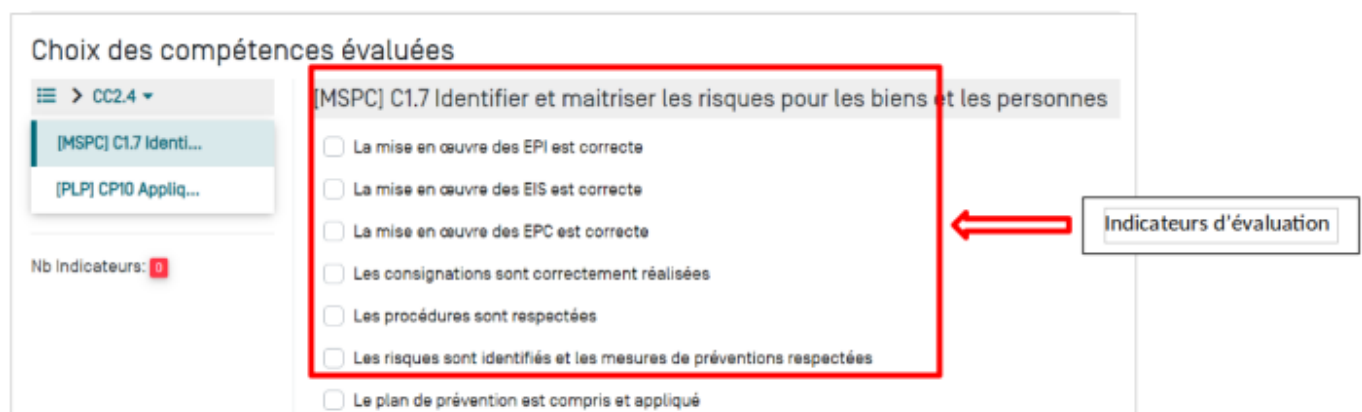 Choix des compétences évaluées
CC2.4
[MSPC] C1.7 Identi...
[PLP] CP10 Appliq...
Nb Indicateurs: 0
[MSPC] C1.7 Identifier et maitriser les risques pour les biens et les personnes
La mise en œuvre des EPI est correcte
La mise en œuvre des EIS est correcte
La mise en œuvre des EPC est correcte
Les consignations sont correctement réalisées
Les procédures sont respectées
Les risques sont identifiés et les mesures de préventions respectées
Le plan de prévention est compris et appliqué
Indicateurs d'évaluation